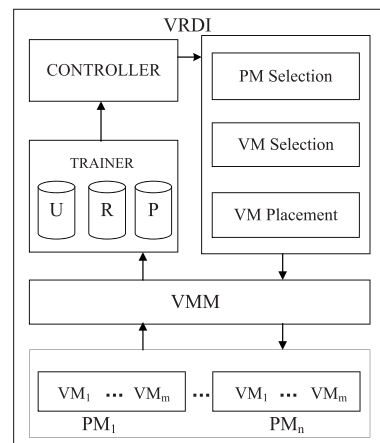 VRDI
CONTROLLER
PM Selection
VM Selection
VM Placement
TRAINER
U R P
VMM
VM₁ ... VMₘ ... VM₁ ... VMₘ
PM₁ PMₙ